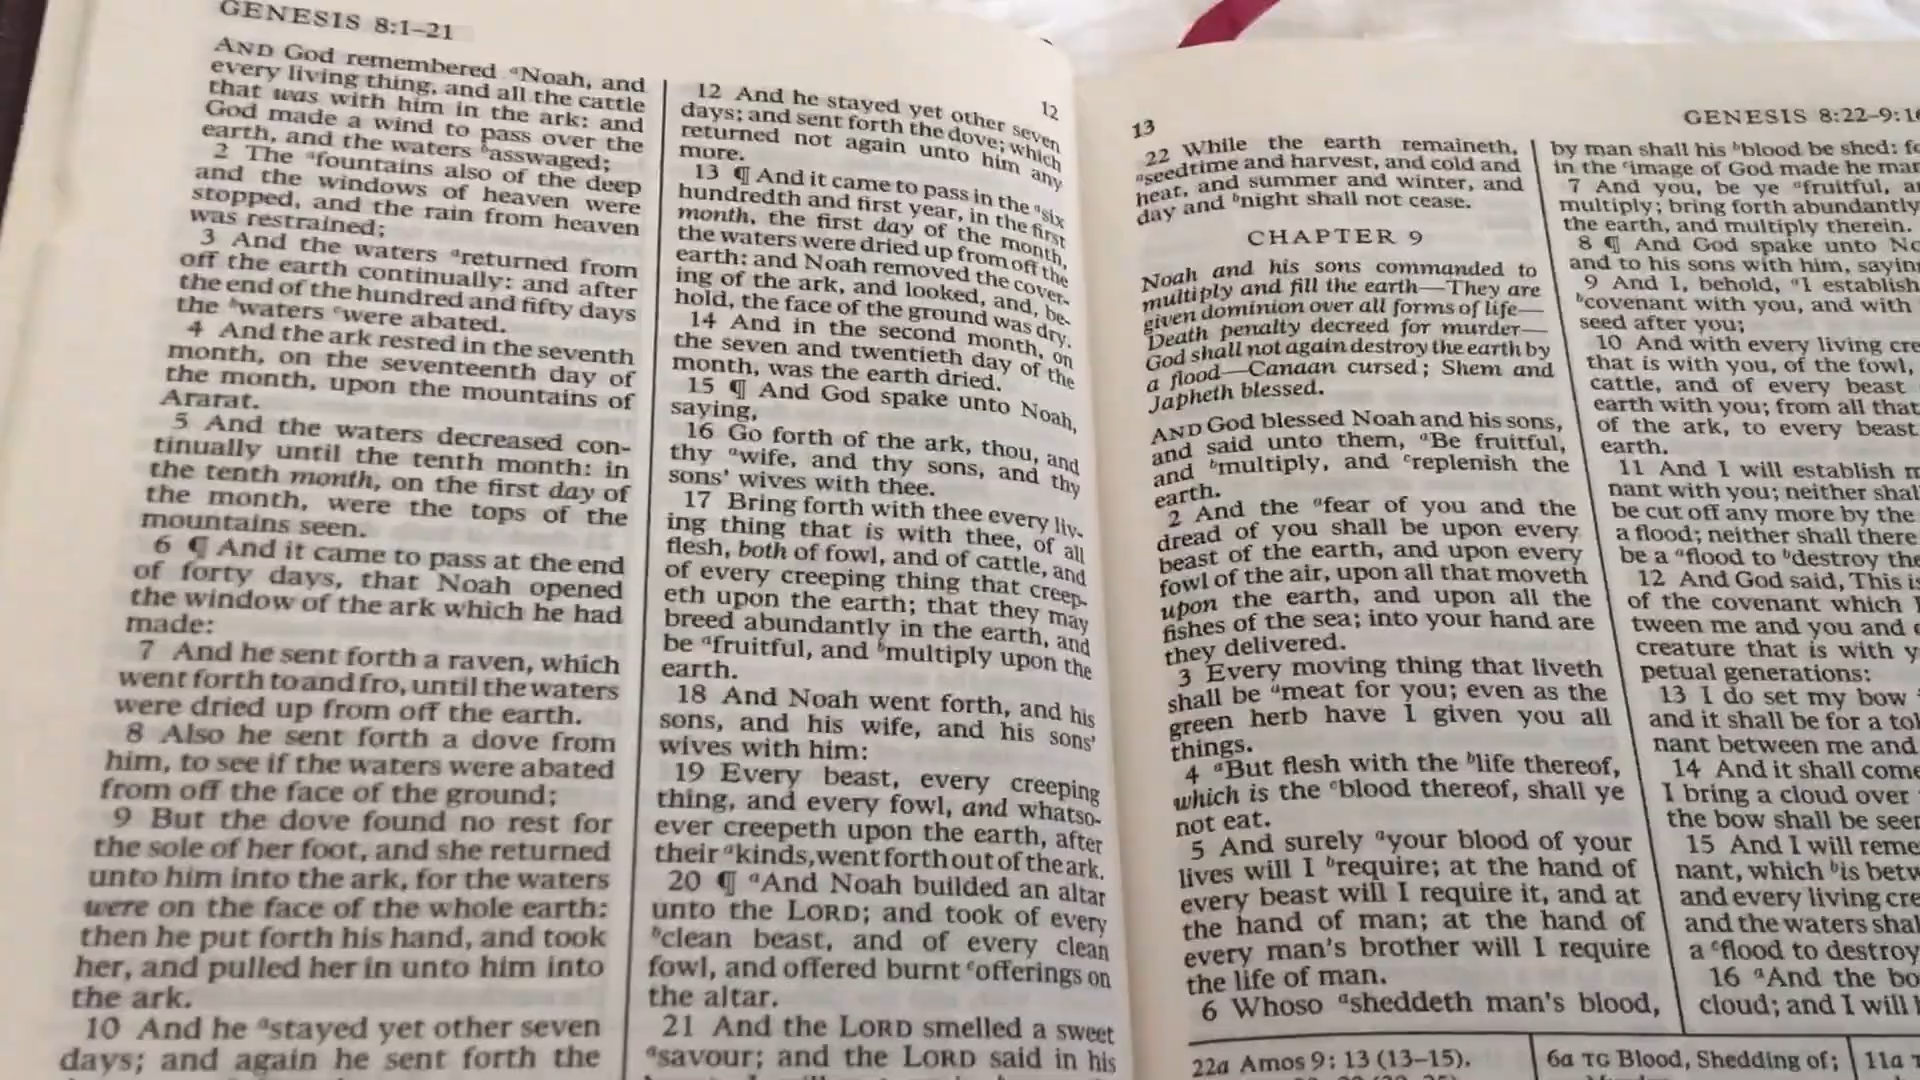 GENESIS 8:1–21
AND God remembered ᵃNoah, and
every living thing, and all the cattle
that was with him in the ark: and
God made a wind to pass over the
earth, and the waters ᵇasswaged;
2 The ᵃfountains also of the deep
and the windows of heaven were
stopped, and the rain from heaven
was restrained;
3 And the waters ᵃreturned from
off the earth continually: and after
the end of the hundred and fifty days
the ᵇwaters ᶜwere abated.
4 And the ark rested in the seventh
month, on the seventeenth day of
the month, upon the mountains of
Ararat.
5 And the waters decreased con-
tinually until the tenth month: in
the tenth month, on the first day of
the month, were the tops of the
mountains seen.
6 ¶ And it came to pass at the end
of forty days, that Noah opened
the window of the ark which he had
made:
7 And he sent forth a raven, which
went forth to and fro, until the waters
were dried up from off the earth.
8 Also he sent forth a dove from
him, to see if the waters were abated
from off the face of the ground;
9 But the dove found no rest for
the sole of her foot, and she returned
unto him into the ark, for the waters
were on the face of the whole earth:
then he put forth his hand, and took
her, and pulled her in unto him into
the ark.
10 And he ᵃstayed yet other seven
days; and again he sent forth the
12
12 And he stayed yet other seven
days; and sent forth the dove; which
returned not again unto him any
more.
13 ¶ And it came to pass in the ᵃsix
hundredth and first year, in the first
month, the first day of the month,
the waters were dried up from off the
earth: and Noah removed the cover-
ing of the ark, and looked, and, be-
hold, the face of the ground was dry.
14 And in the second month, on
the seven and twentieth day of the
month, was the earth dried.
15 ¶ And God spake unto Noah,
saying,
16 Go forth of the ark, thou, and
thy ᵃwife, and thy sons, and thy
sons' wives with thee.
17 Bring forth with thee every liv-
ing thing that is with thee, of all
flesh, both of fowl, and of cattle, and
of every creeping thing that creep-
eth upon the earth; that they may
breed abundantly in the earth, and
be ᵃfruitful, and ᵇmultiply upon the
earth.
18 And Noah went forth, and his
sons, and his wife, and his sons'
wives with him:
19 Every beast, every creeping
thing, and every fowl, and whatso-
ever creepeth upon the earth, after
their ᵃkinds, went forth out of the ark.
20 ¶ ᵃAnd Noah builded an altar
unto the LORD; and took of every
ᵇclean beast, and of every clean
fowl, and offered burnt ᶜofferings on
the altar.
21 And the LORD smelled a sweet
ᵃsavour; and the LORD said in his
13
22 While the earth remaineth,
ᵃseedtime and harvest, and cold and
heat, and summer and winter, and
day and ᵇnight shall not cease.
CHAPTER 9
Noah and his sons commanded to
multiply and fill the earth—They are
given dominion over all forms of life—
Death penalty decreed for murder—
God shall not again destroy the earth by
a flood—Canaan cursed; Shem and
Japheth blessed.
AND God blessed Noah and his sons,
and said unto them, ᵃBe fruitful,
and ᵇmultiply, and ᶜreplenish the
earth.
2 And the ᵃfear of you and the
dread of you shall be upon every
beast of the earth, and upon every
fowl of the air, upon all that moveth
upon the earth, and upon all the
fishes of the sea; into your hand are
they delivered.
3 Every moving thing that liveth
shall be ᵃmeat for you; even as the
green herb have I given you all
things.
4 ᵃBut flesh with the ᵇlife thereof,
which is the ᶜblood thereof, shall ye
not eat.
5 And surely ᵃyour blood of your
lives will I ᵇrequire; at the hand of
every beast will I require it, and at
the hand of man; at the hand of
every man's brother will I require
the life of man.
6 Whoso ᵃsheddeth man's blood,
22a Amos 9: 13 (13–15).
GENESIS 8:22–9:1
by man shall his ᵇblood be shed:
in the ᶜimage of God made he
7 And you, be ye ᵃfruitful,
multiply; bring forth abundantly
the earth, and multiply therein.
8 ¶ And God spake unto
and to his sons with him,
9 And I, behold, ᵃI establish
ᵇcovenant with you, and with
seed after you;
10 And with every living
that is with you, of the fowl,
cattle, and of every beast
earth with you; from all that
of the ark, to every beast
earth.
11 And I will establish
nant with you; neither
be cut off any more by the
a flood; neither shall there
be a ᵃflood to ᵇdestroy the
12 And God said, This
of the covenant which I
tween me and you and
creature that is with
petual generations:
13 I do set my bow
and it shall be for a
nant between me and
14 And it shall come
I bring a cloud over
the bow shall be
15 And I will
nant, which ᵇis
and every living
and the waters
a ᶜflood to destroy
16 ᵃAnd the
cloud; and I will
6a TG Blood, Shedding of;
11a